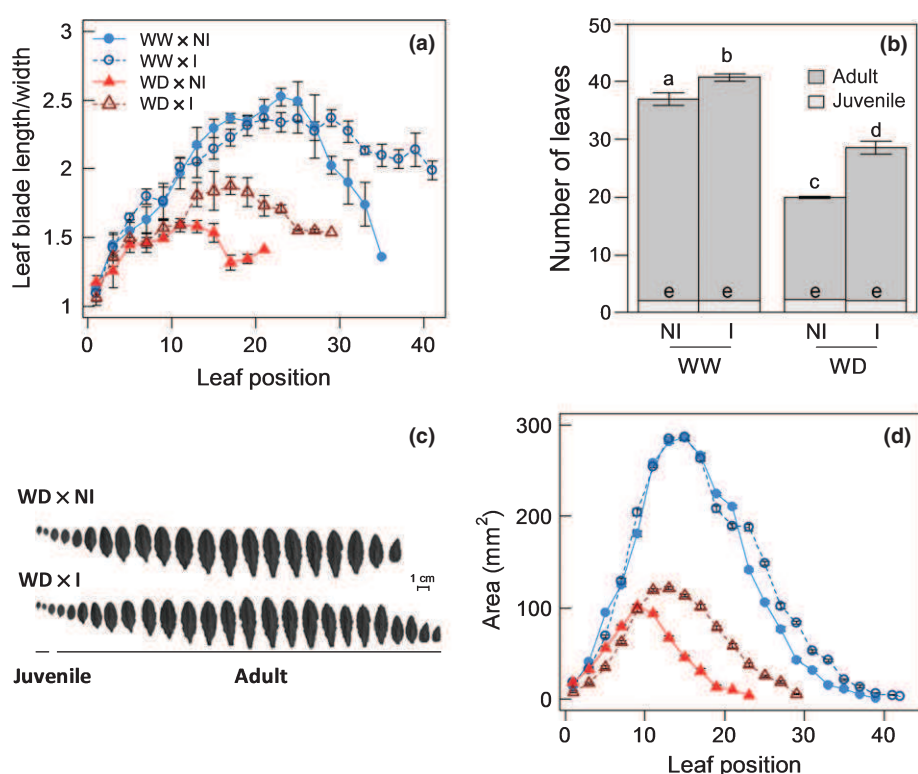 (a)
3
2.5
2
1.5
1
Leaf blade length/width
WW × NI
WW × I
WD × NI
WD × I
0 10 20 30 40
Leaf position
(b)
50
40
30
20
10
0
Number of leaves
a b c d
e e e e
Adult
Juvenile
NI I NI I
WW WD
(c)
WD × NI
WD × I
1 cm
Juvenile Adult
(d)
300
200
100
0
Area (mm²)
0 10 20 30 40
Leaf position